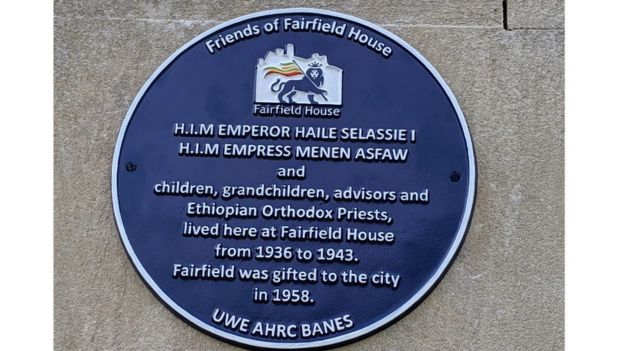 Friends of Fairfield House
Fairfield House
H.I.M EMPEROR HAILE SELASSIE I
H.I.M EMPRESS MENEN ASFAW
and
children, grandchildren, advisors and
Ethiopian Orthodox Priests,
lived here at Fairfield House
from 1936 to 1943.
Fairfield was gifted to the city
in 1958.
UWE AHRC BANES